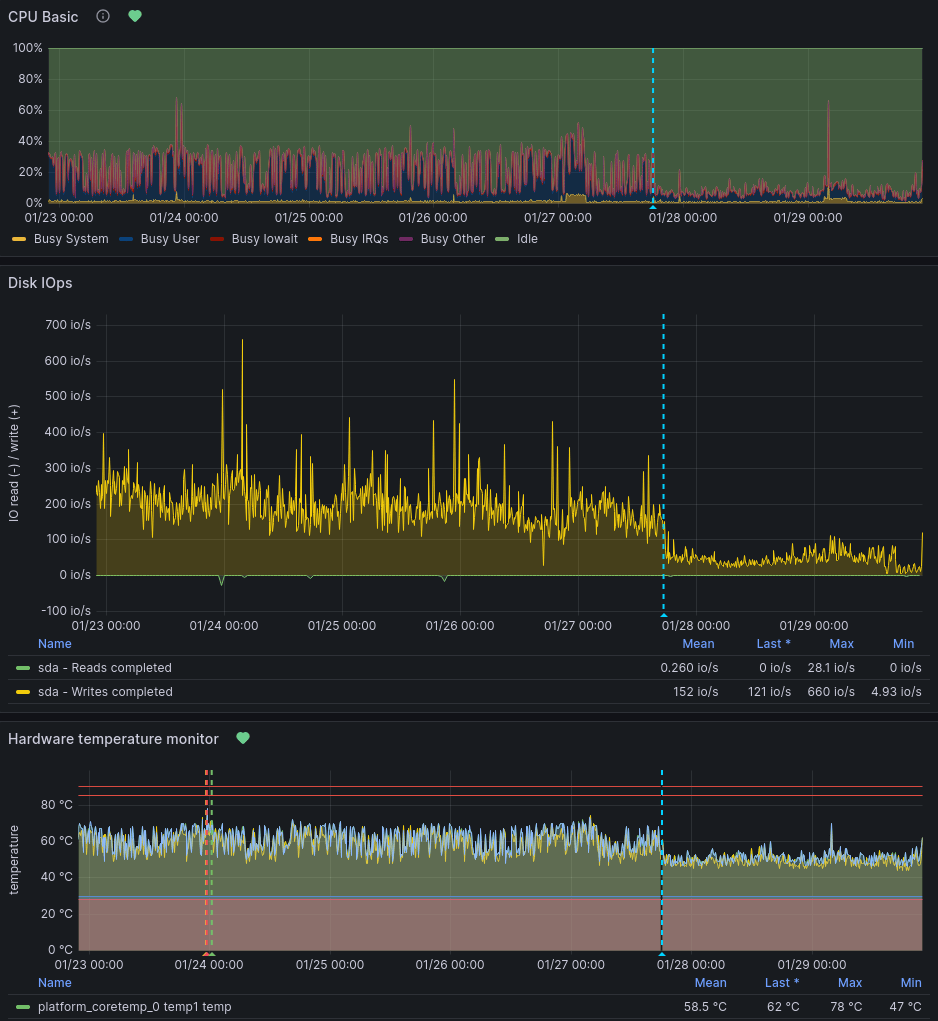 CPU Basic
100%
80%
60%
40%
20%
0%
01/23 00:00 01/24 00:00 01/25 00:00 01/26 00:00 01/27 00:00 01/28 00:00 01/29 00:00
Busy System Busy User Busy Iowait Busy IRQs Busy Other Idle
Disk IOps
IO read (-) / write (+)
700 io/s
600 io/s
500 io/s
400 io/s
300 io/s
200 io/s
100 io/s
0 io/s
-100 io/s
01/23 00:00 01/24 00:00 01/25 00:00 01/26 00:00 01/27 00:00 01/28 00:00 01/29 00:00
Name Mean Last * Max Min
sda - Reads completed 0.260 io/s 0 io/s 28.1 io/s 0 io/s
sda - Writes completed 152 io/s 121 io/s 660 io/s 4.93 io/s
Hardware temperature monitor
temperature
80 °C
60 °C
40 °C
20 °C
0 °C
01/23 00:00 01/24 00:00 01/25 00:00 01/26 00:00 01/27 00:00 01/28 00:00 01/29 00:00
Name Mean Last * Max Min
platform_coretemp_0 temp1 temp 58.5 °C 62 °C 78 °C 47 °C